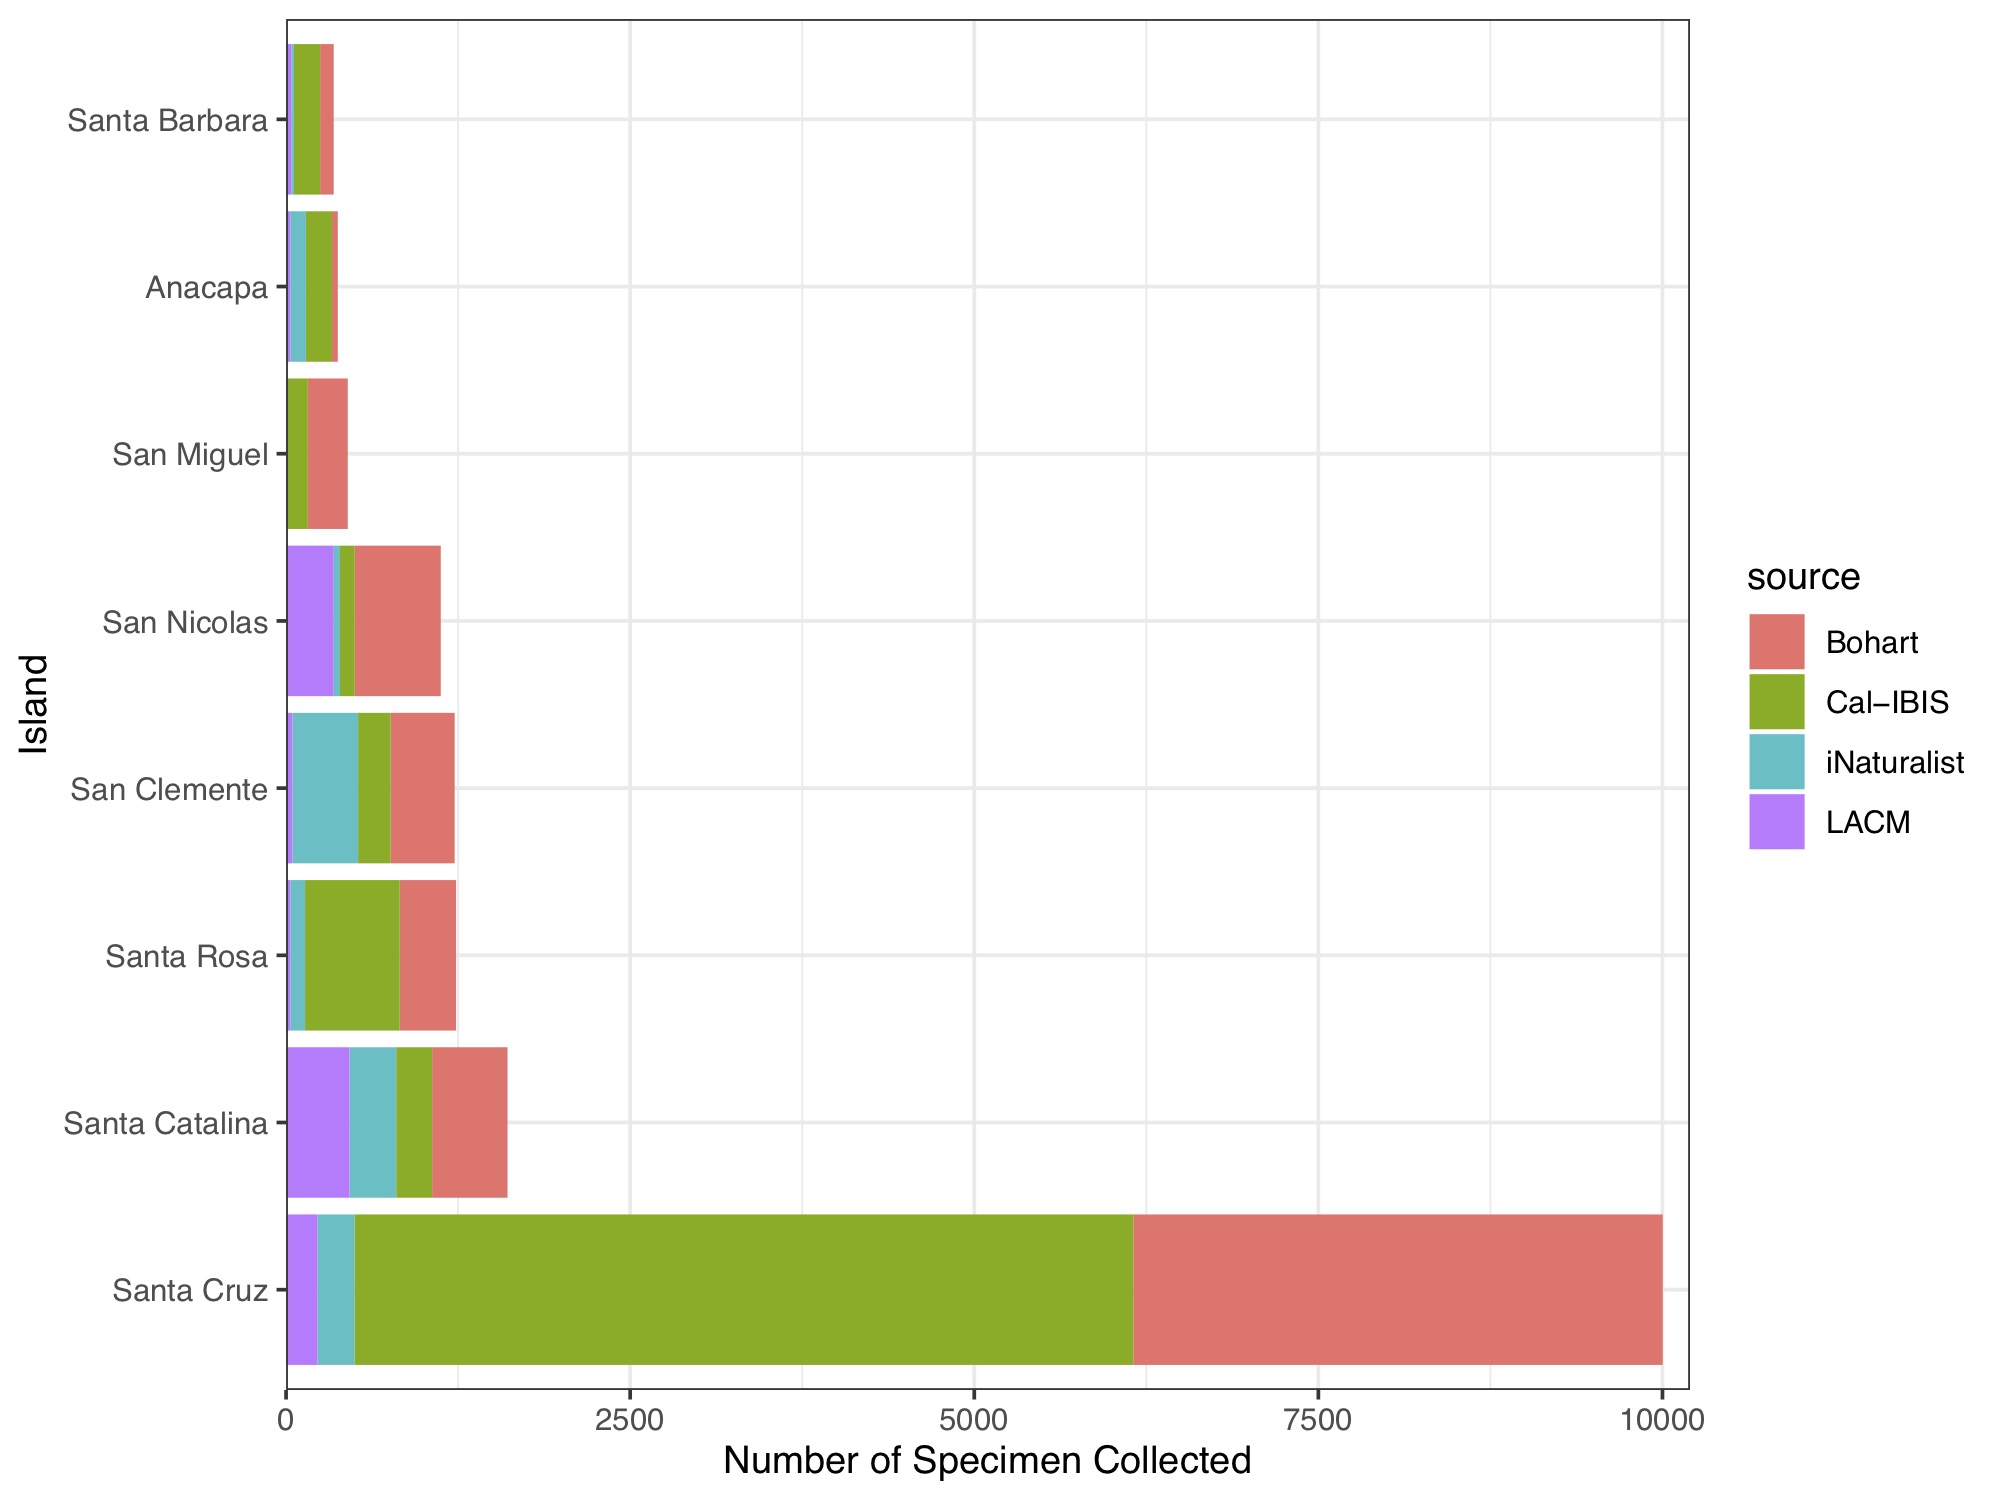 Santa Barbara
Anacapa
San Miguel
San Nicolas
San Clemente
Santa Rosa
Santa Catalina
Santa Cruz
Island
0 2500 5000 7500 10000
Number of Specimen Collected
source
Bohart
Cal−IBIS
iNaturalist
LACM